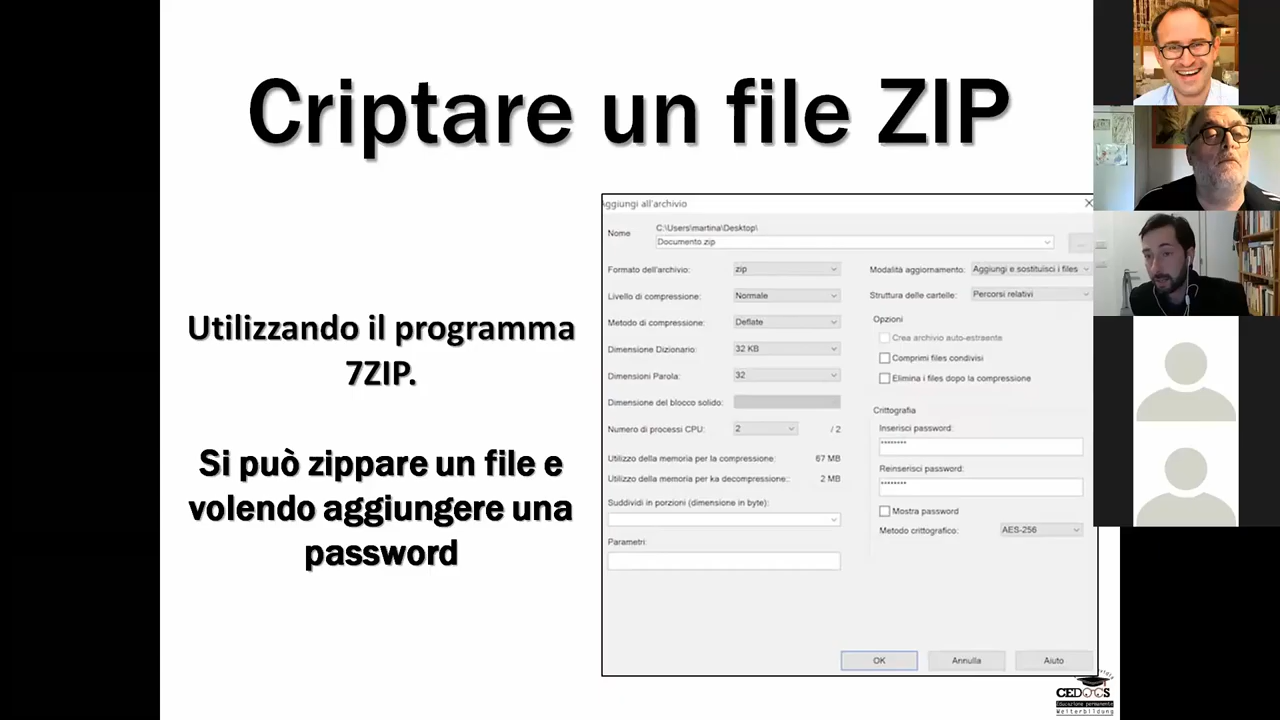 Criptare un file ZIP
Utilizzando il programma
7ZIP.
Si può zippare un file e
volendo aggiungere una
password
Aggiungi all'archivio
Nome
C:\Users\martina\Desktop\
Documento.zip
...
Formato dell'archivio:
zip
Livello di compressione:
Normale
Metodo di compressione:
Deflate
Dimensione Dizionario:
32 KB
Dimensioni Parola:
32
Dimensione del blocco solido:
Numero di processi CPU:
2
/ 2
Utilizzo della memoria per la compressione:
67 MB
Utilizzo della memoria per ka decompressione::
2 MB
Suddividi in porzioni (dimensione in byte):
Parametri:
Modalità aggiornamento:
Aggiungi e sostituisci i files
Struttura delle cartelle:
Percorsi relativi
Opzioni
Crea archivio auto-estraente
Comprimi files condivisi
Elimina i files dopo la compressione
Crittografia
Inserisci password:
********
Reinserisci password:
********
Mostra password
Metodo crittografico:
AES-256
OK
Annulla
Aiuto
CEDOCS
Educazione permanente
Weiterbildung